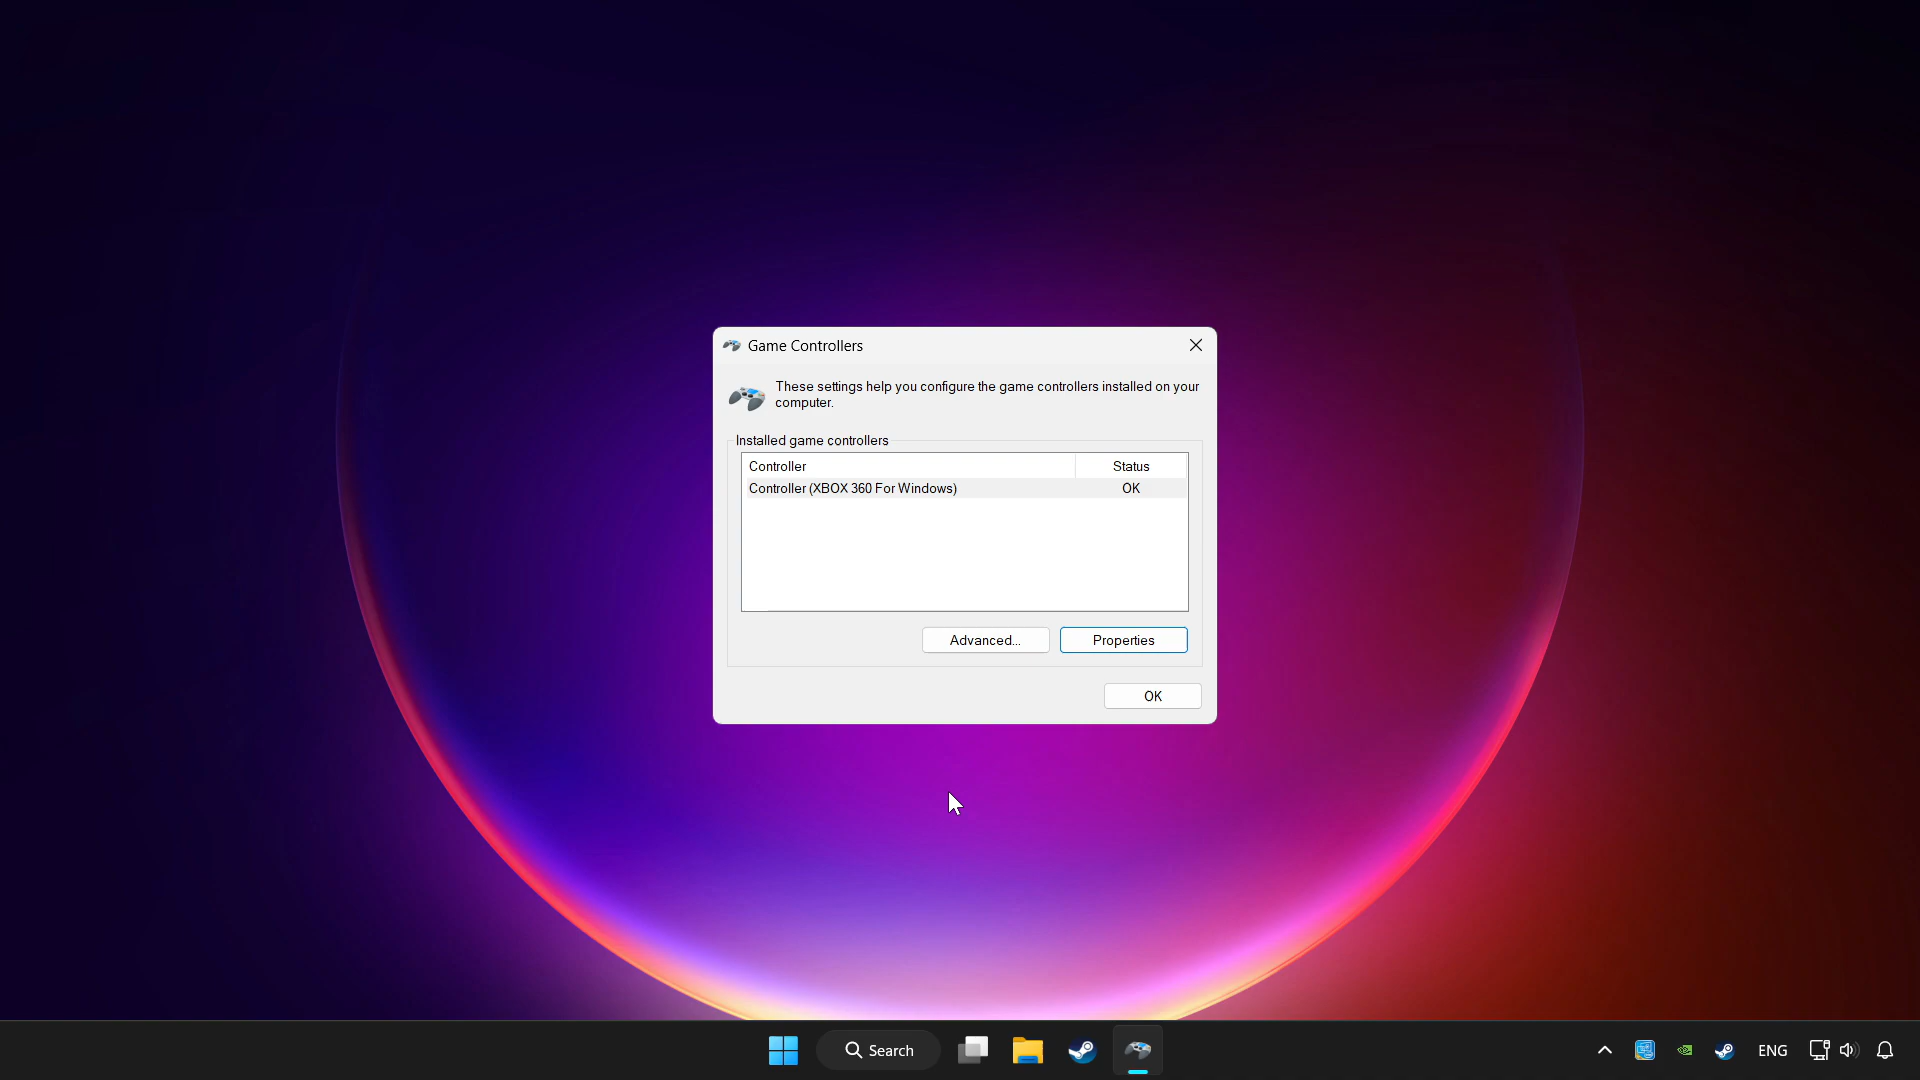 Game Controllers
These settings help you configure the game controllers installed on your
computer.
Installed game controllers
Controller Status
Controller (XBOX 360 For Windows) OK
Advanced... Properties
OK
Search
ENG